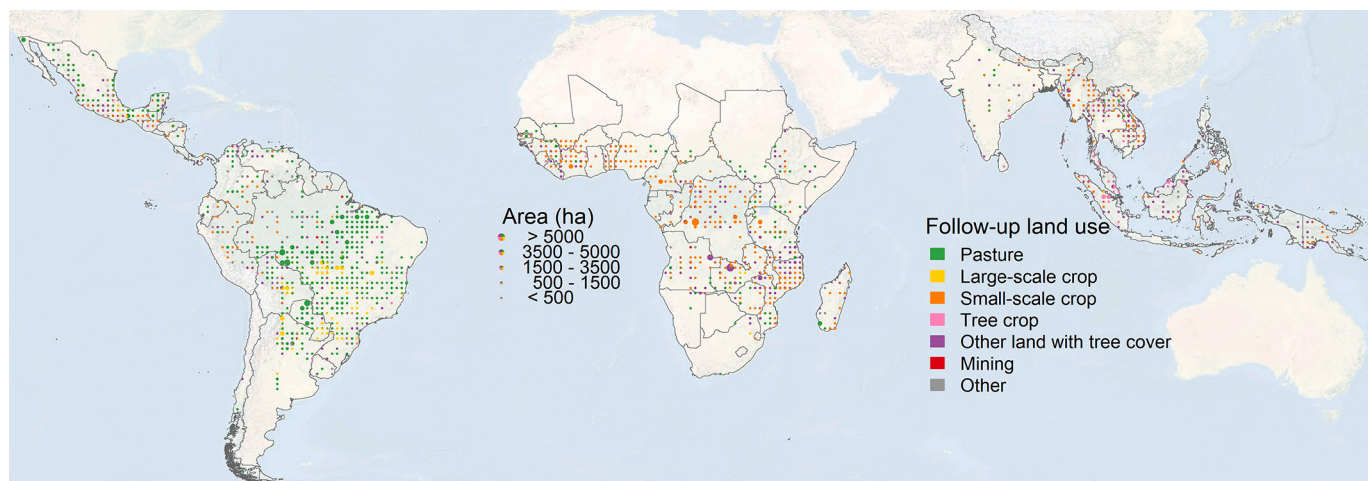 Area (ha)
> 5000
3500 - 5000
1500 - 3500
500 - 1500
< 500
Follow-up land use
Pasture
Large-scale crop
Small-scale crop
Tree crop
Other land with tree cover
Mining
Other